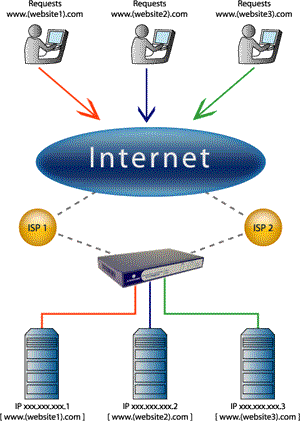 Requests
www.(website1).com
Requests
www.(website2).com
Requests
www.(website3).com
Internet
ISP 1
ISP 2
IP xxx.xxx.xxx.1
[ www.(website1).com ]
IP xxx.xxx.xxx.2
[ www.(website2).com ]
IP xxx.xxx.xxx.3
[ www.(website3).com ]